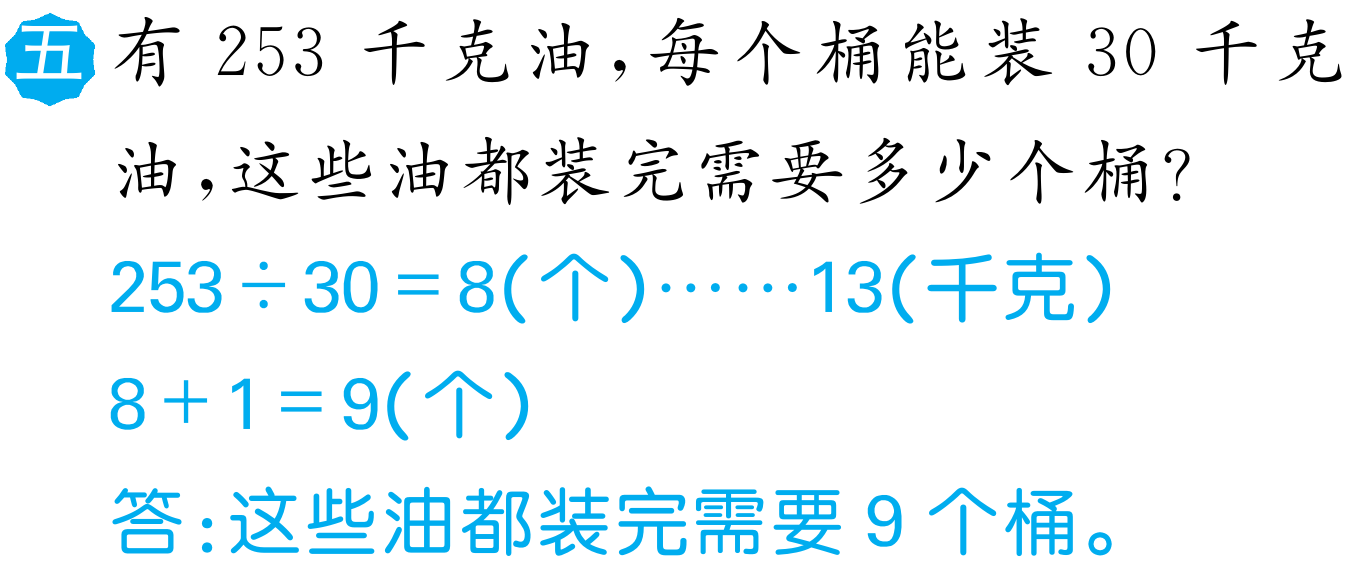 五 有 253 千克油,每个桶能装 30 千克
油,这些油都装完需要多少个桶?
253÷30=8(个)……13(千克)
8+1=9(个)
答:这些油都装完需要 9 个桶。